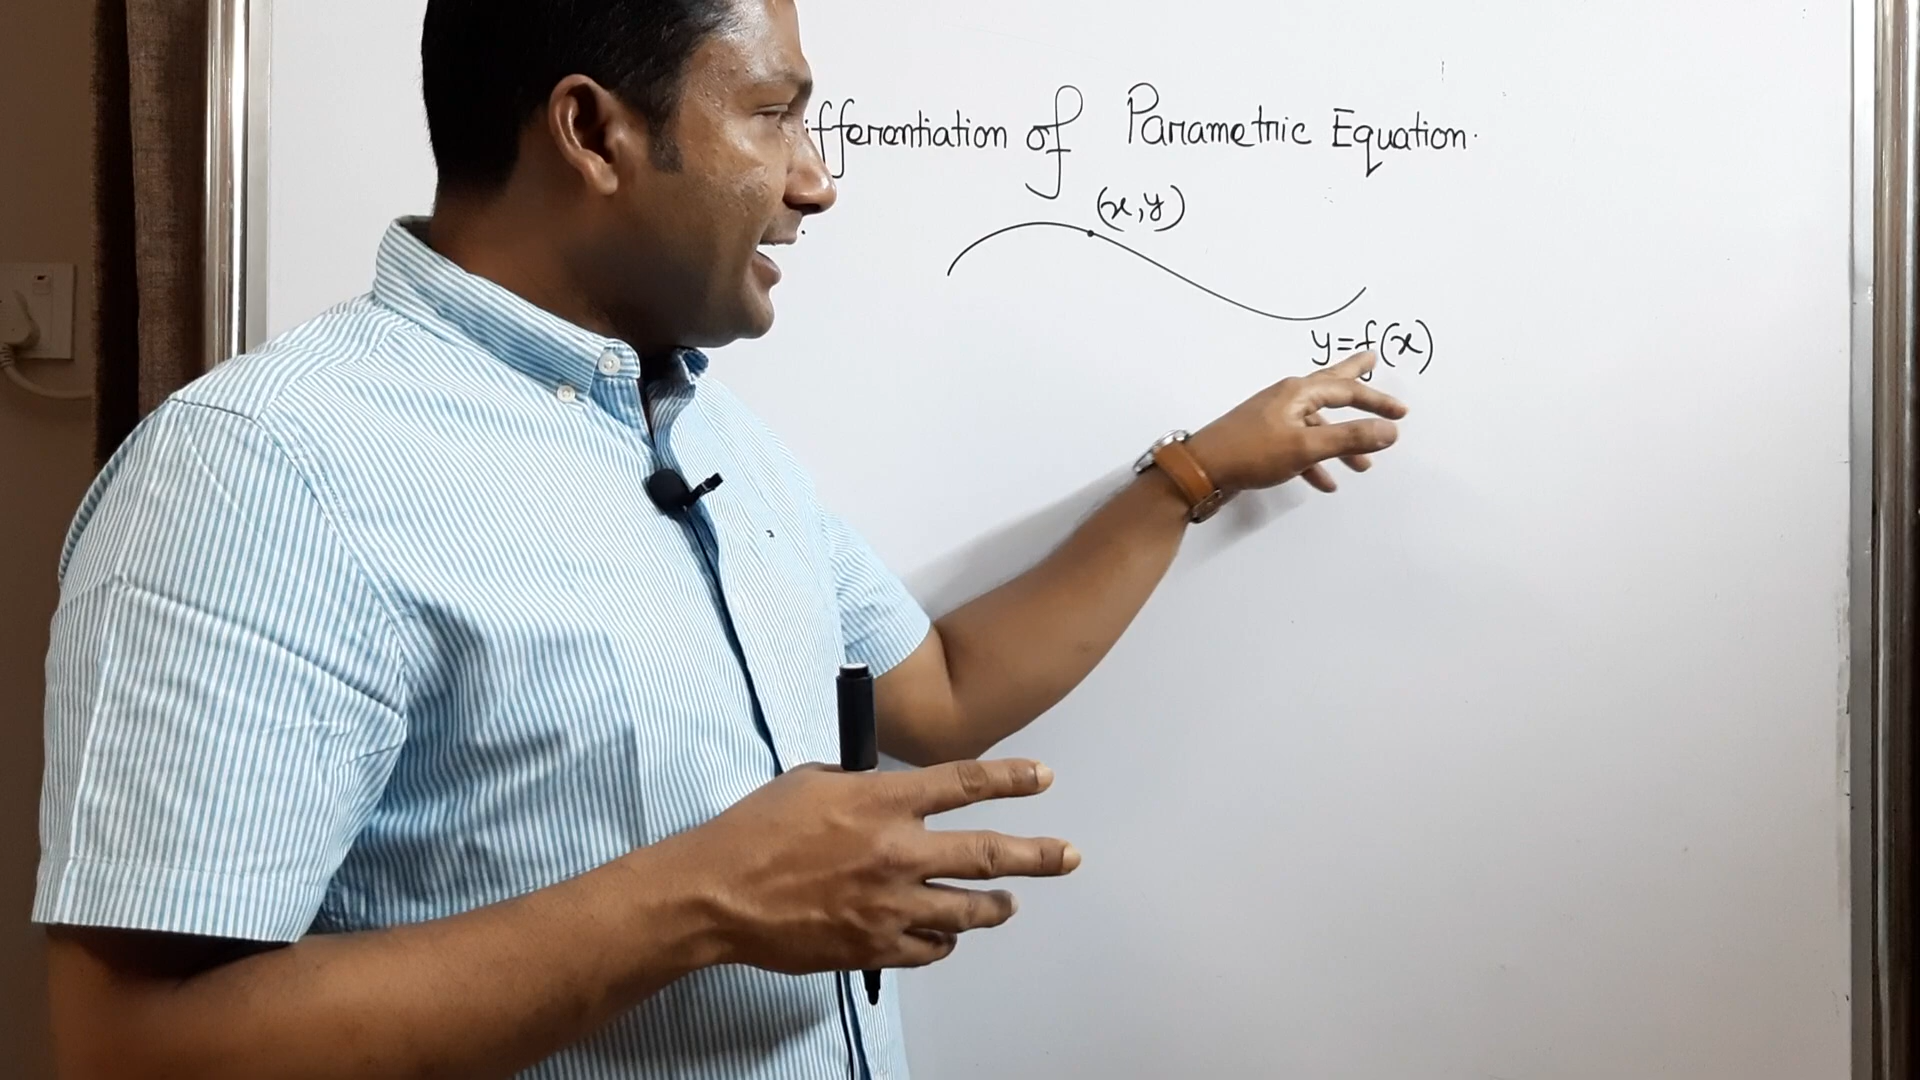 ifferentiation of Parametric Equation.
(x,y)
y=f(x)